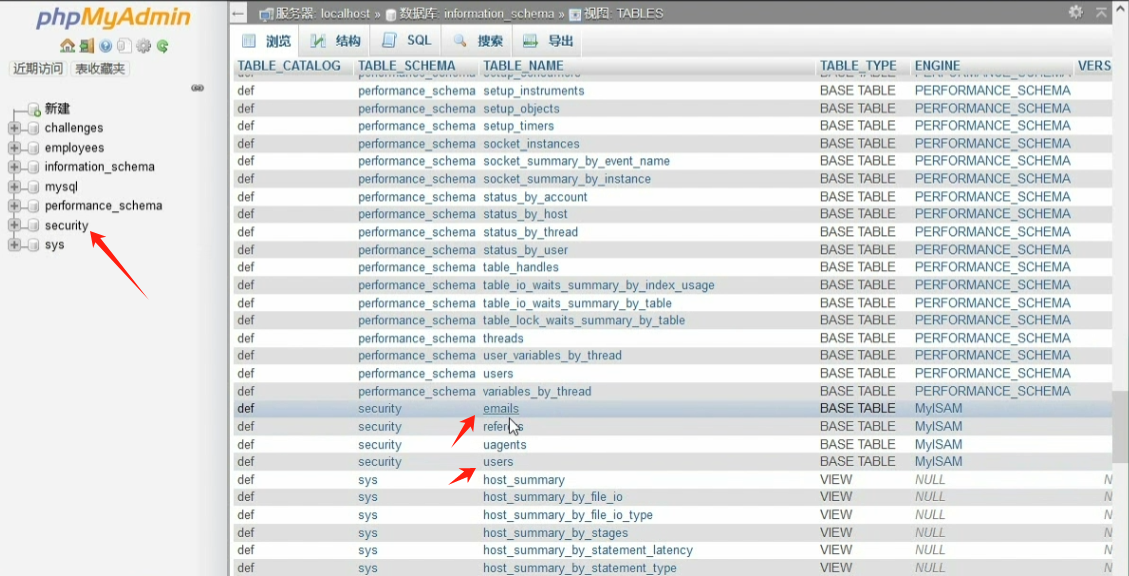 phpMyAdmin
近期访问 表收藏夹
新建
challenges
employees
information_schema
mysql
performance_schema
security
sys
服务器: localhost » 数据库: information_schema » 视图: TABLES
浏览 结构 SQL 搜索 导出
TABLE_CATALOG TABLE_SCHEMA TABLE_NAME TABLE_TYPE ENGINE VERS
def performance_schema setup_instruments BASE TABLE PERFORMANCE_SCHEMA
def performance_schema setup_objects BASE TABLE PERFORMANCE_SCHEMA
def performance_schema setup_timers BASE TABLE PERFORMANCE_SCHEMA
def performance_schema socket_instances BASE TABLE PERFORMANCE_SCHEMA
def performance_schema socket_summary_by_event_name BASE TABLE PERFORMANCE_SCHEMA
def performance_schema socket_summary_by_instance BASE TABLE PERFORMANCE_SCHEMA
def performance_schema status_by_account BASE TABLE PERFORMANCE_SCHEMA
def performance_schema status_by_host BASE TABLE PERFORMANCE_SCHEMA
def performance_schema status_by_thread BASE TABLE PERFORMANCE_SCHEMA
def performance_schema status_by_user BASE TABLE PERFORMANCE_SCHEMA
def performance_schema table_handles BASE TABLE PERFORMANCE_SCHEMA
def performance_schema table_io_waits_summary_by_index_usage BASE TABLE PERFORMANCE_SCHEMA
def performance_schema table_io_waits_summary_by_table BASE TABLE PERFORMANCE_SCHEMA
def performance_schema table_lock_waits_summary_by_table BASE TABLE PERFORMANCE_SCHEMA
def performance_schema threads BASE TABLE PERFORMANCE_SCHEMA
def performance_schema user_variables_by_thread BASE TABLE PERFORMANCE_SCHEMA
def performance_schema users BASE TABLE PERFORMANCE_SCHEMA
def performance_schema variables_by_thread BASE TABLE PERFORMANCE_SCHEMA
def security emails BASE TABLE MyISAM
def security BASE TABLE MyISAM
def security uagents BASE TABLE MyISAM
def security users BASE TABLE MyISAM
def sys host_summary VIEW NULL N
def sys host_summary_by_file_io VIEW NULL N
def sys host_summary_by_file_io_type VIEW NULL N
def sys host_summary_by_stages VIEW NULL N
def sys host_summary_by_statement_latency VIEW NULL N
def sys host_summary_by_statement_type VIEW NULL N